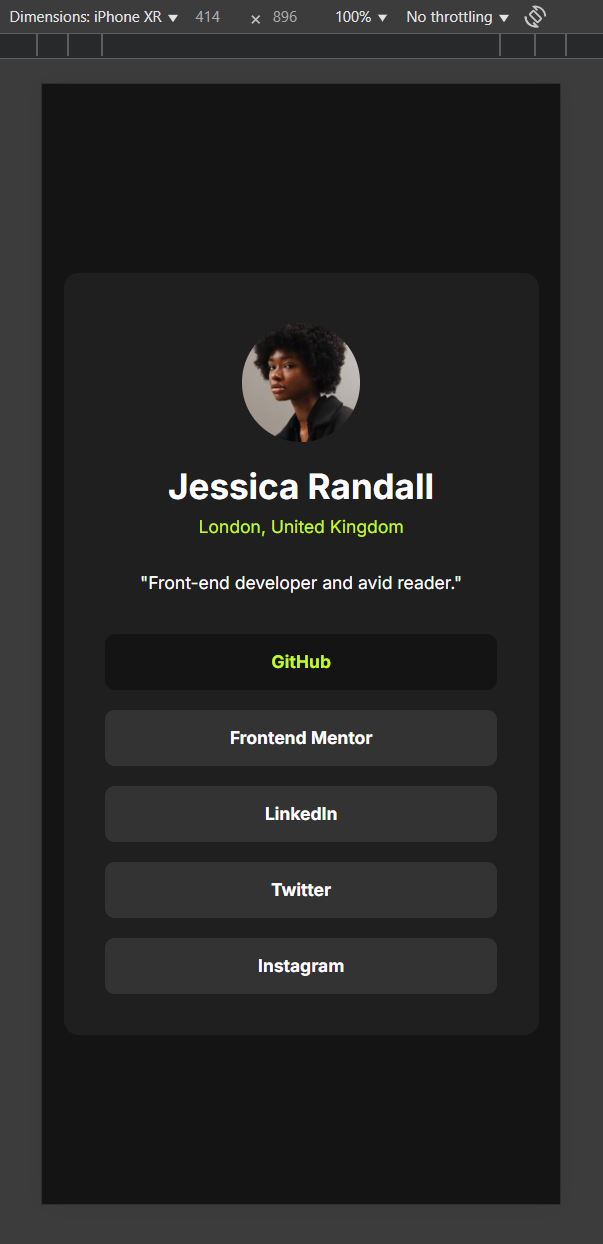 Dimensions: iPhone XR 414 × 896 100% No throttling
Jessica Randall
London, United Kingdom
"Front-end developer and avid reader."
GitHub
Frontend Mentor
LinkedIn
Twitter
Instagram